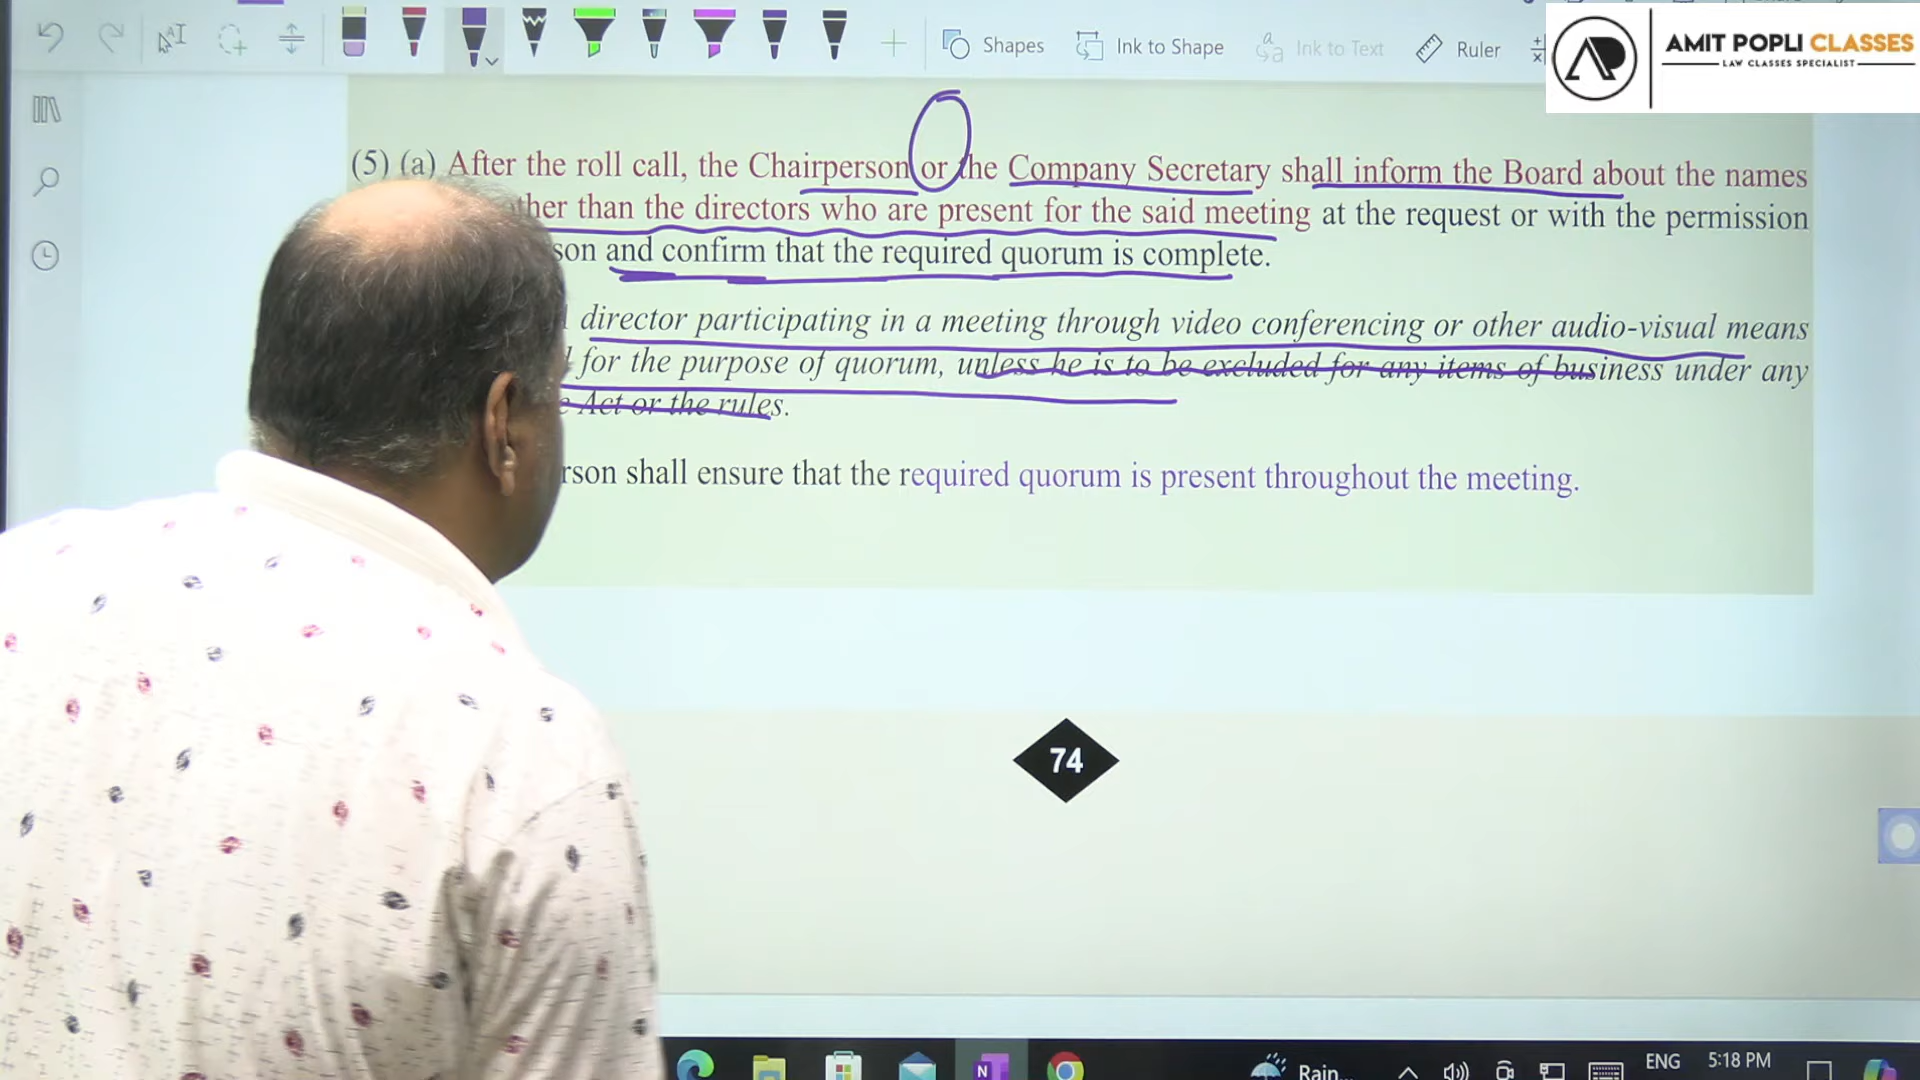 Shapes
Ink to Shape
Ink to Text
Ruler
AMIT POPLI CLASSES
LAW CLASSES SPECIALIST
(5) (a) After the roll call, the Chairperson or the Company Secretary shall inform the Board about the names
than the directors who are present for the said meeting at the request or with the permission
and confirm that the required quorum is complete.
director participating in a meeting through video conferencing or other audio-visual means
for the purpose of quorum, unless he is to be excluded for any items of business under any
Act or the rules.
shall ensure that the required quorum is present throughout the meeting.
74
Rain...
ENG
5:18 PM